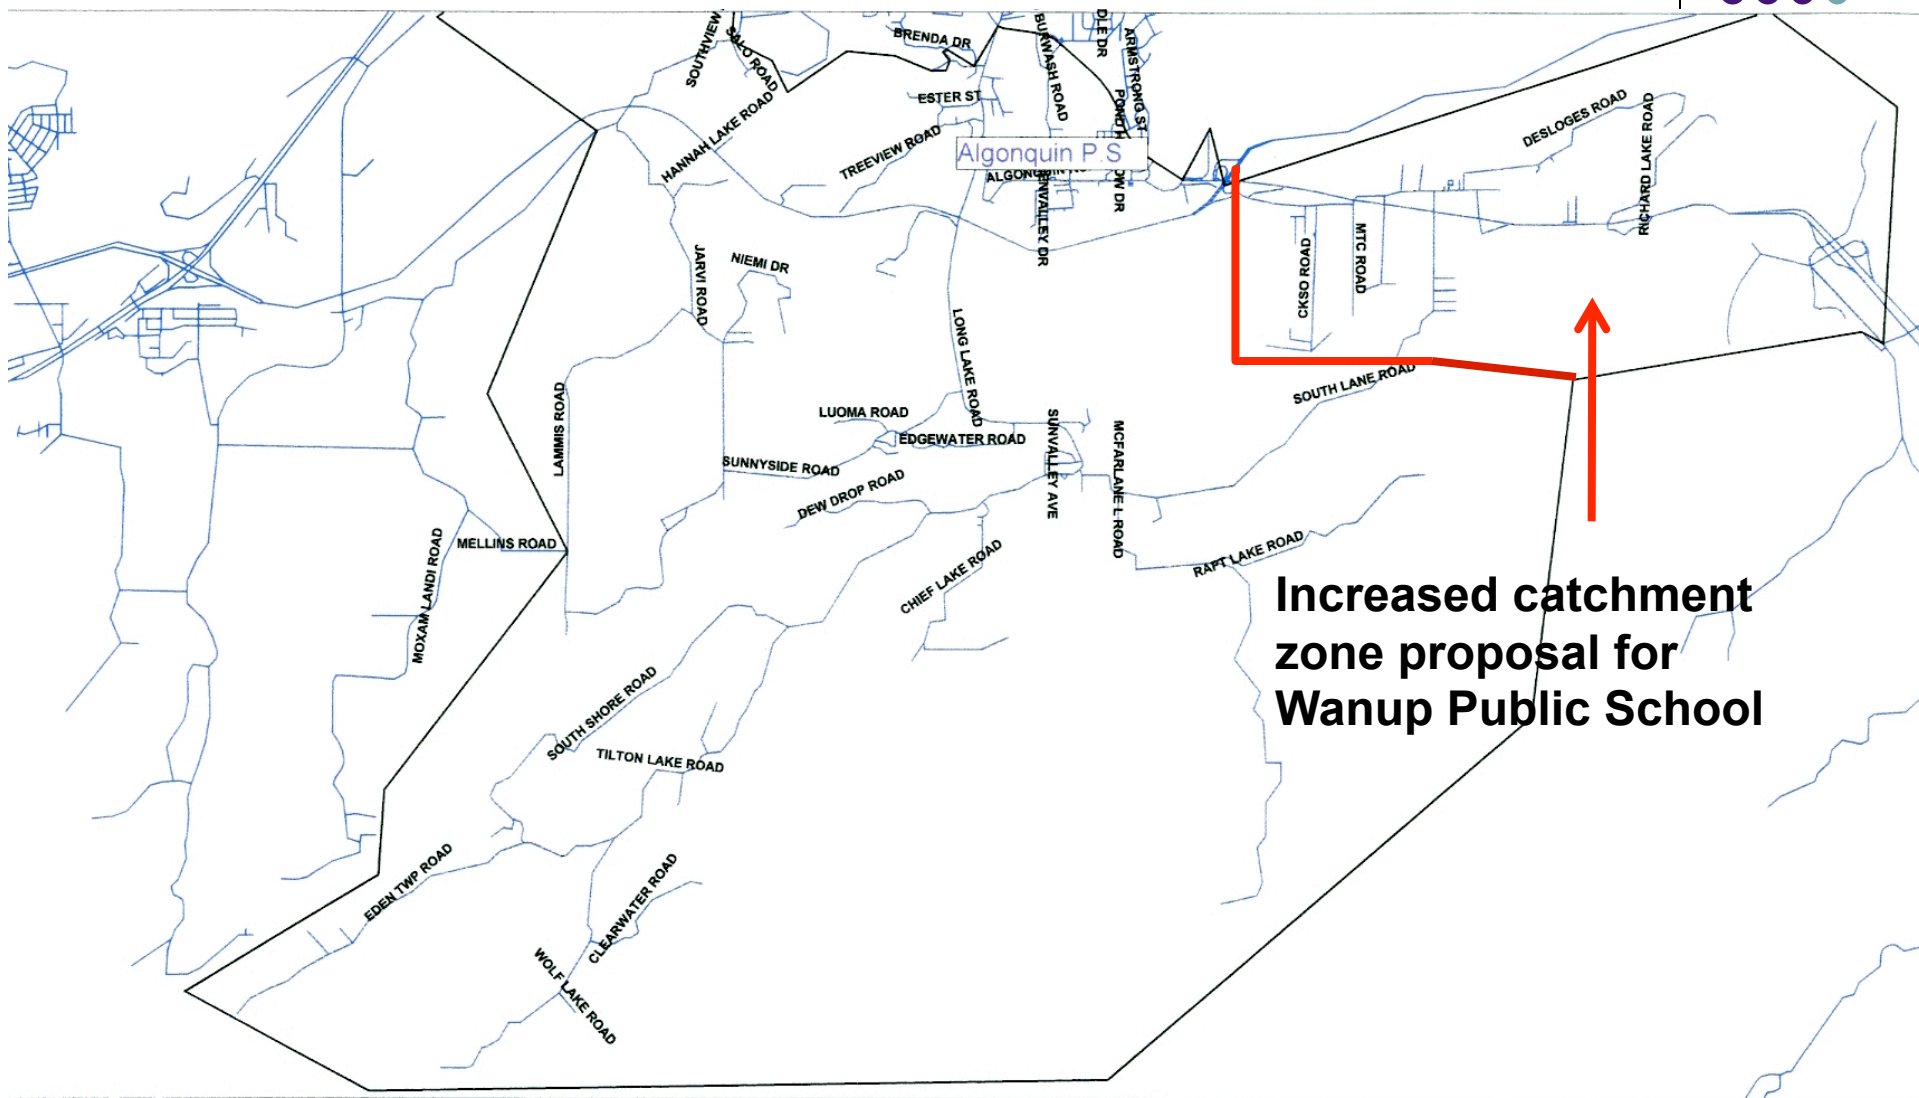 SOUTHVIEW
SALO ROAD
BRENDA DR
BURWASH ROAD
DLE DR
ARMSTRONG ST
ESTER ST
HANNAH LAKE ROAD
TREEVIEW ROAD
Algonquin P.S
DESLOGES ROAD
RICHARD LAKE ROAD
JARVI ROAD
NIEMI DR
CKSO ROAD
MTC ROAD
LONG LAKE ROAD
LAMMIS ROAD
LUOMA ROAD
EDGEWATER ROAD
SUNNYSIDE ROAD
DEW DROP ROAD
SUNVALLEY AVE
MCFARLANE L ROAD
SOUTH LANE ROAD
MELLINS ROAD
MOXAM LANDI ROAD
CHIEF LAKE ROAD
RAFT LAKE ROAD
Increased catchment
zone proposal for
Wanup Public School
SOUTH SHORE ROAD
TILTON LAKE ROAD
EDEN TWP ROAD
CLEARWATER ROAD
WOLF LAKE ROAD